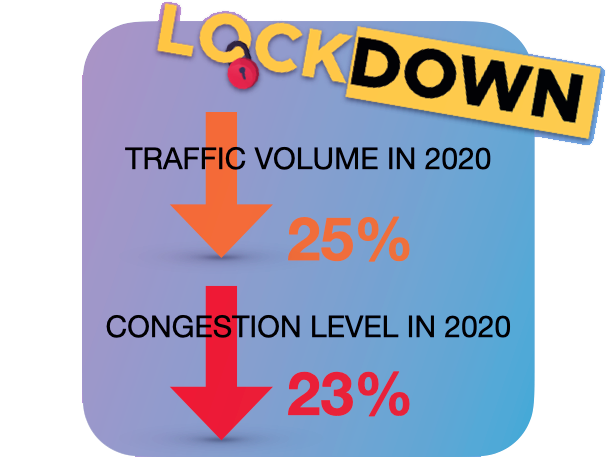 LOCKDOWN
TRAFFIC VOLUME IN 2020
25%
CONGESTION LEVEL IN 2020
23%